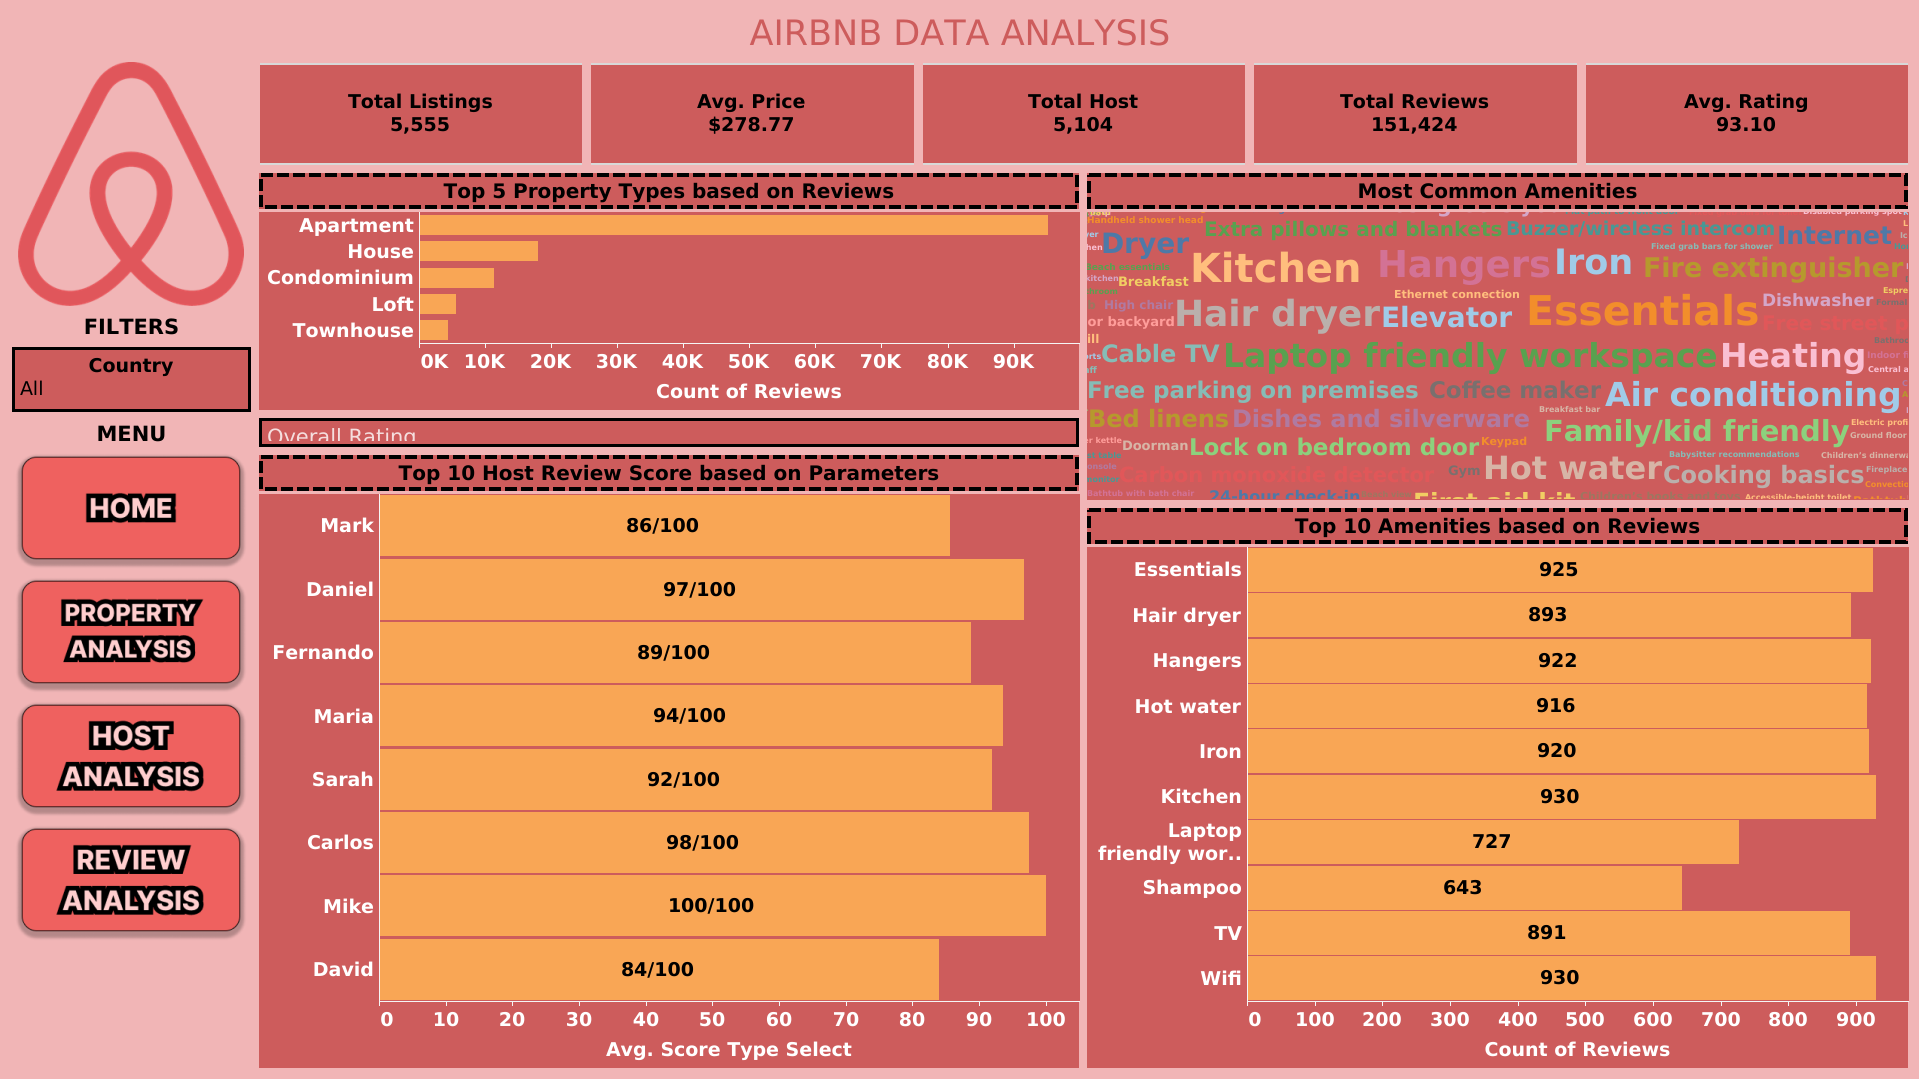 AIRBNB DATA ANALYSIS
Total Listings
5,555
Avg. Price
$278.77
Total Host
5,104
Total Reviews
151,424
Avg. Rating
93.10
FILTERS
Country
All
MENU
HOME
PROPERTY
ANALYSIS
HOST
ANALYSIS
REVIEW
ANALYSIS
Top 5 Property Types based on Reviews
Apartment
House
Condominium
Loft
Townhouse
0K 10K 20K 30K 40K 50K 60K 70K 80K 90K
Count of Reviews
Overall Rating
Top 10 Host Review Score based on Parameters
Mark 86/100
Daniel 97/100
Fernando 89/100
Maria 94/100
Sarah 92/100
Carlos 98/100
Mike 100/100
David 84/100
0 10 20 30 40 50 60 70 80 90 100
Avg. Score Type Select
Most Common Amenities
Handheld shower head
Extra pillows and blankets
Buzzer/wireless intercom
Internet
Dryer
Fixed grab bars for shower
Kitchen
Hangers
Iron
Fire extinguisher
Breakfast
Ethernet connection
High chair
Dishwasher
Hair dryer
Elevator
Essentials
or backyard
Cable TV
Laptop friendly workspace
Heating
Free parking on premises
Coffee maker
Air conditioning
Bed linens
Dishes and silverware
Breakfast bar
Family/kid friendly
Ground floor
Doorman
Lock on bedroom door
Keypad
Babysitter recommendations
Carbon monoxide detector
Gym
Hot water
Cooking basics
Fireplace
Bathtub with bath chair
24-hour check-in
First aid kit
Accessible-height toilet
Top 10 Amenities based on Reviews
Essentials 925
Hair dryer 893
Hangers 922
Hot water 916
Iron 920
Kitchen 930
Laptop
friendly wor.. 727
Shampoo 643
TV 891
Wifi 930
0 100 200 300 400 500 600 700 800 900
Count of Reviews